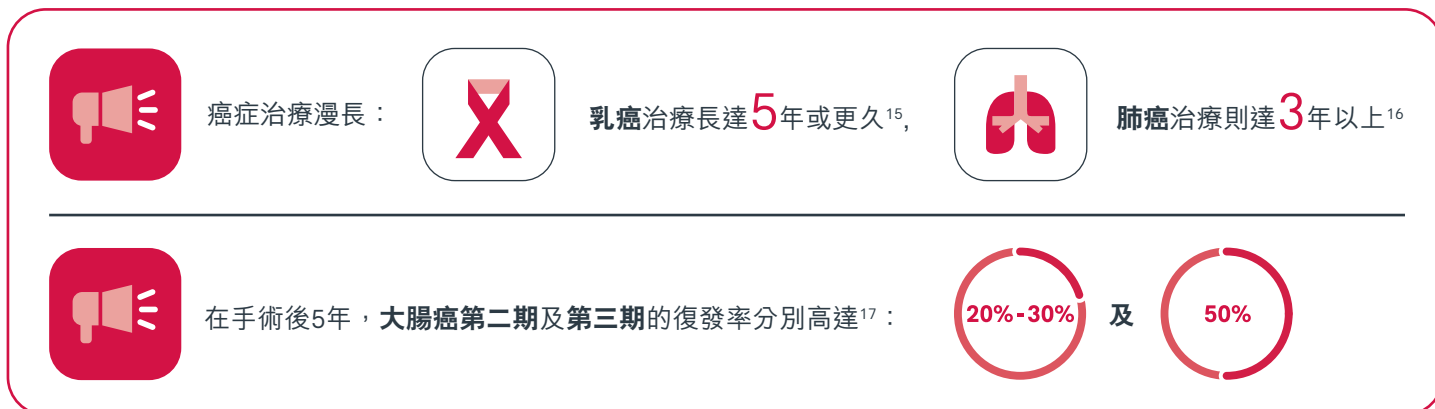 癌症治療漫長：
乳癌治療長達5年或更久15,
肺癌治療則達3年以上16
在手術後5年，大腸癌第二期及第三期的復發率分別高達17：
20%-30% 及 50%